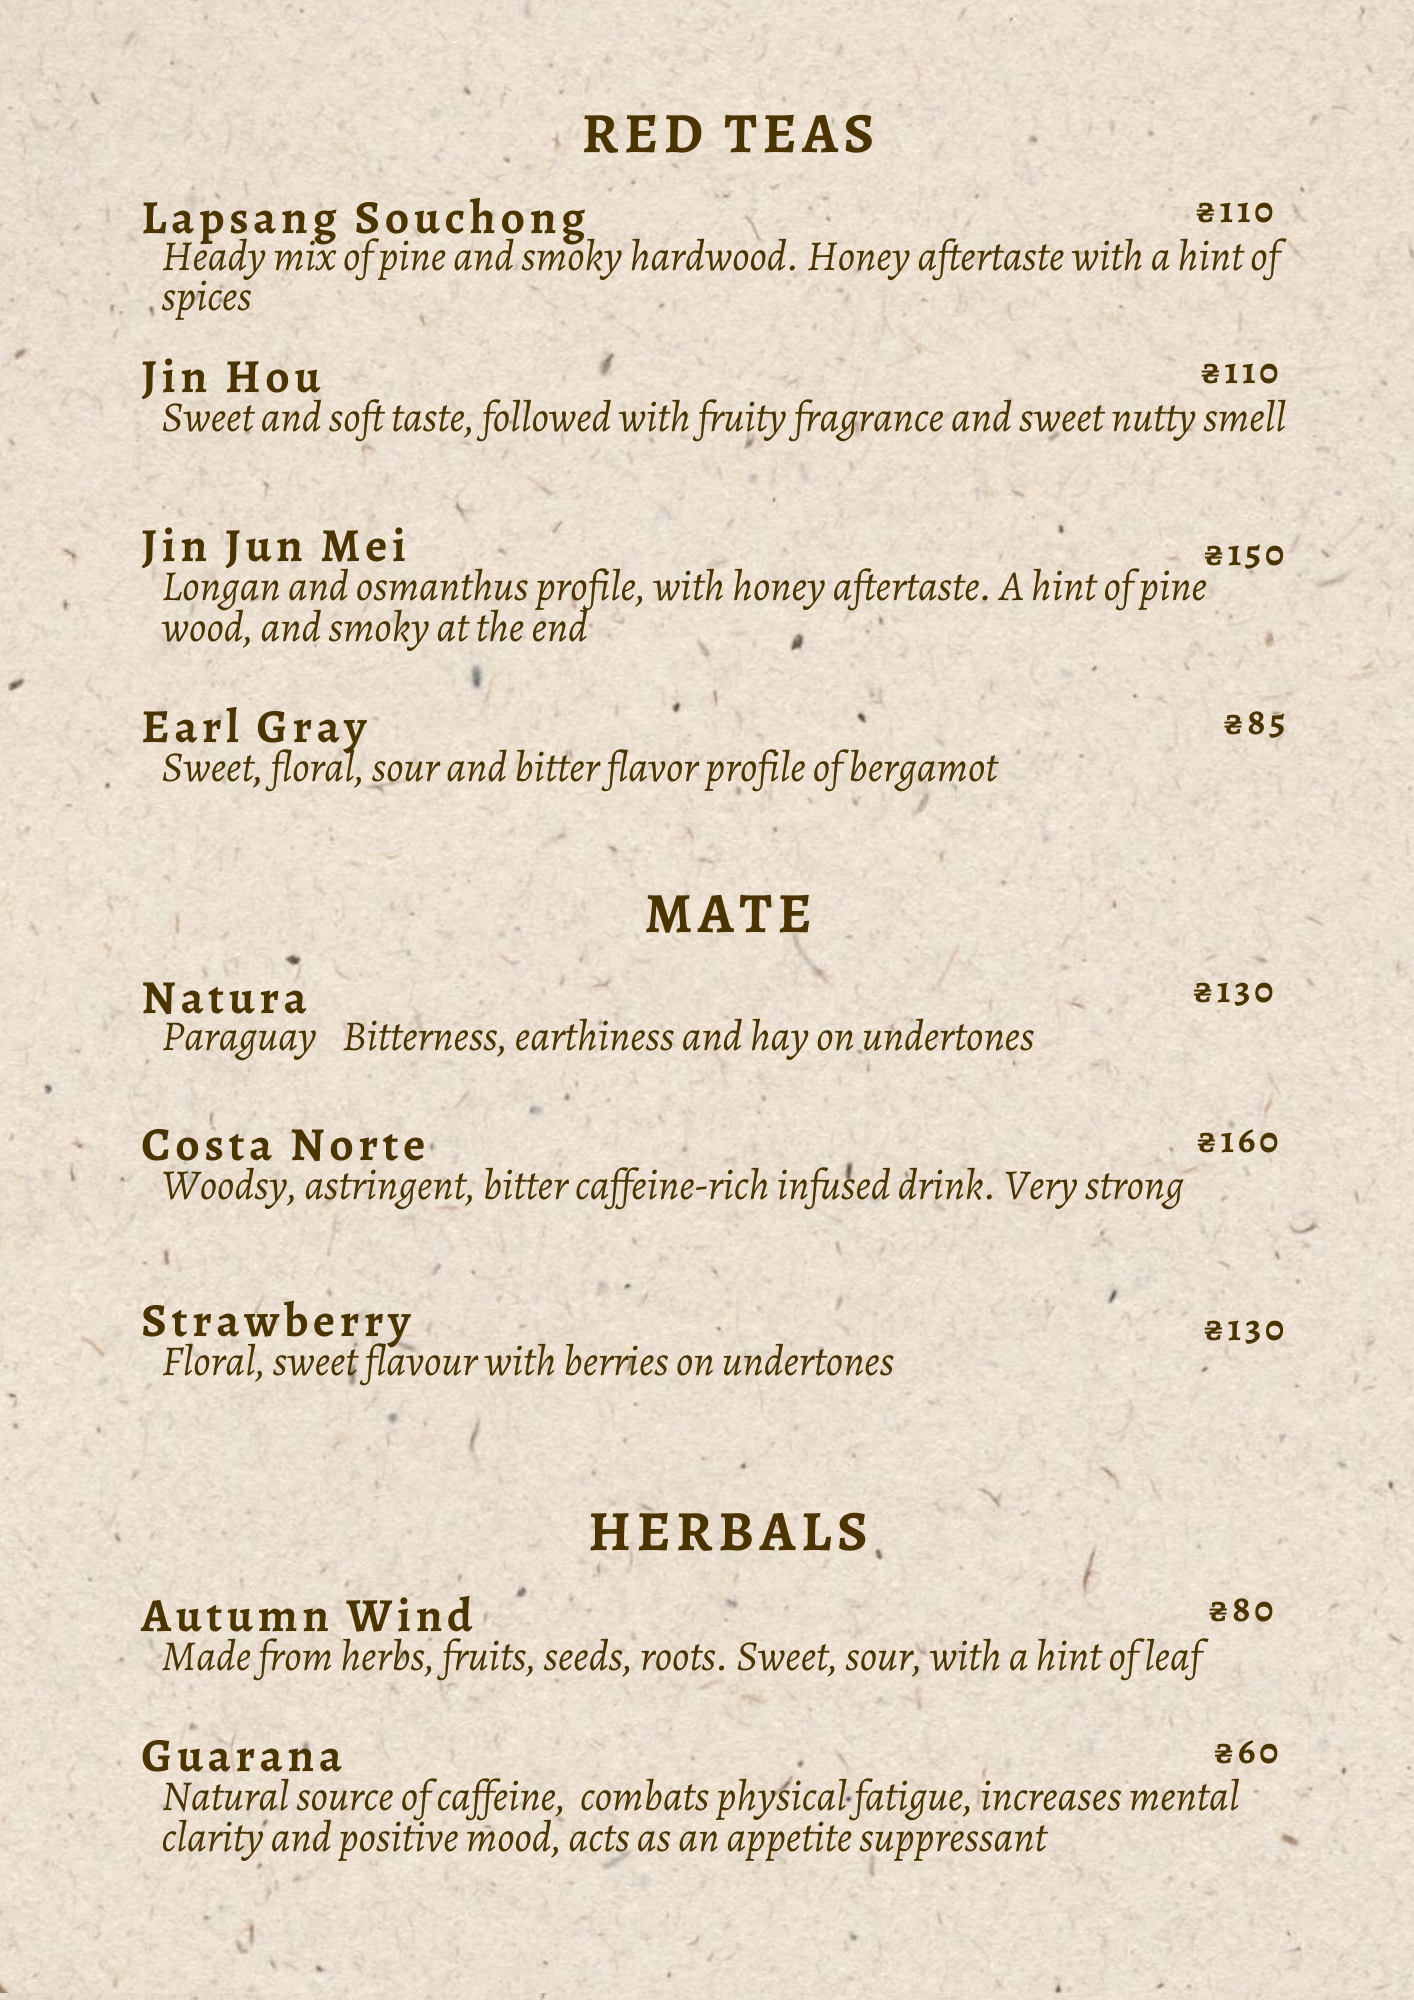 RED TEAS
Lapsang Souchong ₴110
Heady mix of pine and smoky hardwood. Honey aftertaste with a hint of
spices
Jin Hou ₴110
Sweet and soft taste, followed with fruity fragrance and sweet nutty smell
Jin Jun Mei ₴150
Longan and osmanthus profile, with honey aftertaste. A hint of pine
wood, and smoky at the end
Earl Gray ₴85
Sweet, floral, sour and bitter flavor profile of bergamot
MATE
Natura ₴130
Paraguay Bitterness, earthiness and hay on undertones
Costa Norte ₴160
Woodsy, astringent, bitter caffeine-rich infused drink. Very strong
Strawberry ₴130
Floral, sweet flavour with berries on undertones
HERBALS
Autumn Wind ₴80
Made from herbs, fruits, seeds, roots. Sweet, sour, with a hint of leaf
Guarana ₴60
Natural source of caffeine, combats physical fatigue, increases mental
clarity and positive mood, acts as an appetite suppressant